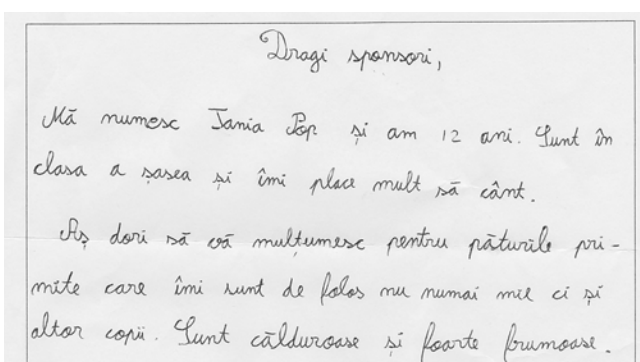 Dragi sponsori,
Mă numesc Tania Pop și am 12 ani. Sunt în
clasa a șasea și îmi place mult să cânt.
Aș dori să vă mulțumesc pentru păturile pri-
mite care îmi sunt de folos nu numai mie ci și
altor copii. Sunt călduroase și foarte frumoase.